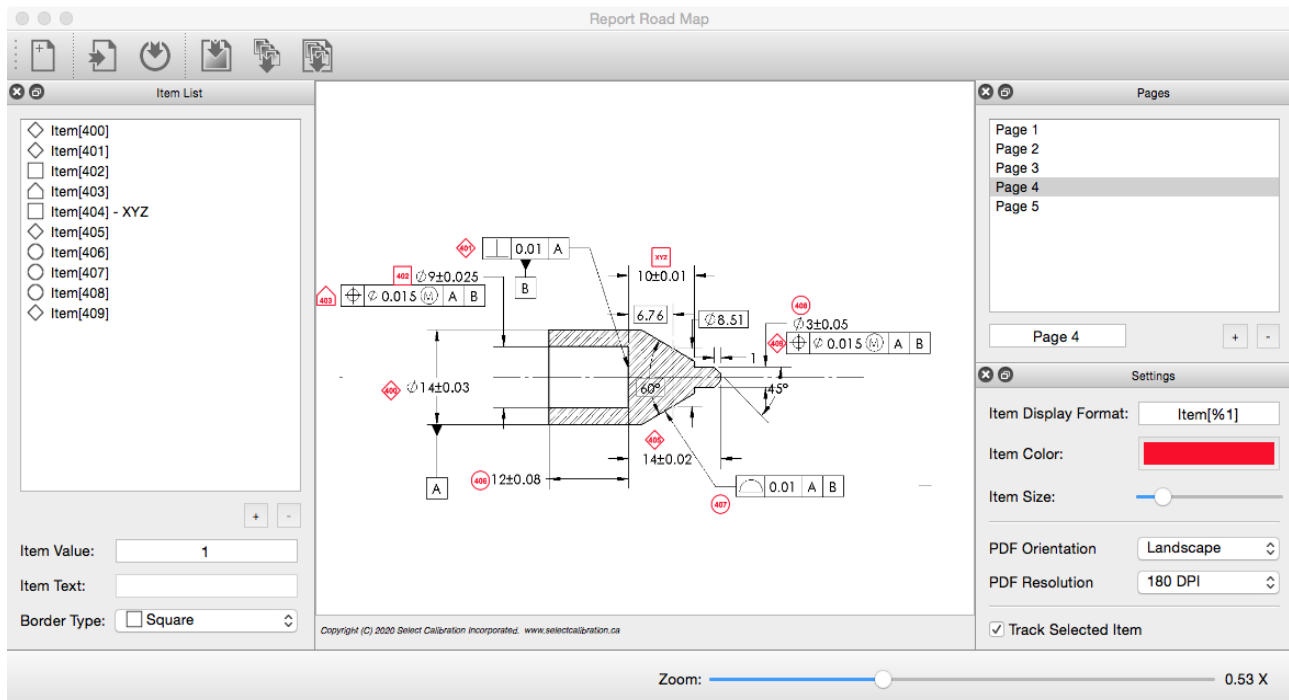 Report Road Map
Item List
Item[400]
Item[401]
Item[402]
Item[403]
Item[404] - XYZ
Item[405]
Item[406]
Item[407]
Item[408]
Item[409]
Item Value: 1
Item Text:
Border Type: Square
401 ⟂ 0.01 A
XYZ
402 ∅9±0.025
B
10±0.01
403 ⌖ ∅ 0.015 Ⓜ A B
408
6.76
∅8.51
∅3±0.05
409 ⌖ ∅ 0.015 Ⓜ A B
1
400 ∅14±0.03
60°
45°
405
14±0.02
A
406 12±0.08
⌓ 0.01 A B
407
Copyright (C) 2020 Select Calibration Incorporated. www.selectcalibration.ca
Pages
Page 1
Page 2
Page 3
Page 4
Page 5
Page 4
+ -
Settings
Item Display Format: Item[%1]
Item Color:
Item Size:
PDF Orientation Landscape
PDF Resolution 180 DPI
Track Selected Item
+ -
Zoom: 0.53 X